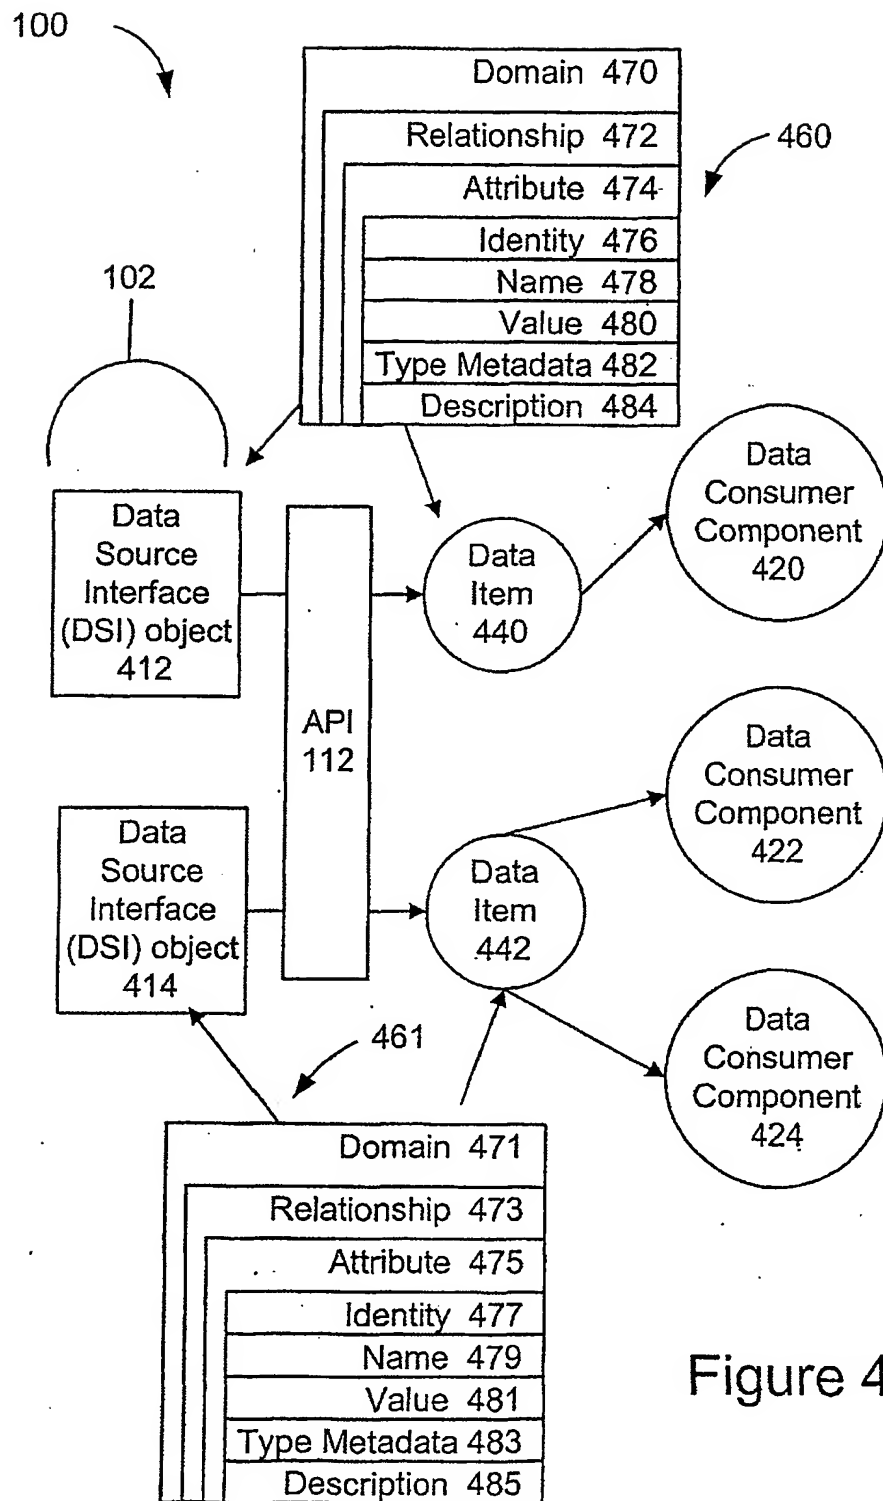 100
Domain 470
Relationship 472
460
Attribute 474
Identity 476
Name 478
Value 480
Type Metadata 482
Description 484
102
Data
Source
Interface
(DSI) object
412
API
112
Data
Item
440
Data
Consumer
Component
420
Data
Source
Interface
(DSI) object
414
Data
Item
442
Data
Consumer
Component
422
Data
Consumer
Component
424
461
Domain 471
Relationship 473
Attribute 475
Identity 477
Name 479
Value 481
Type Metadata 483
Description 485
Figure 4